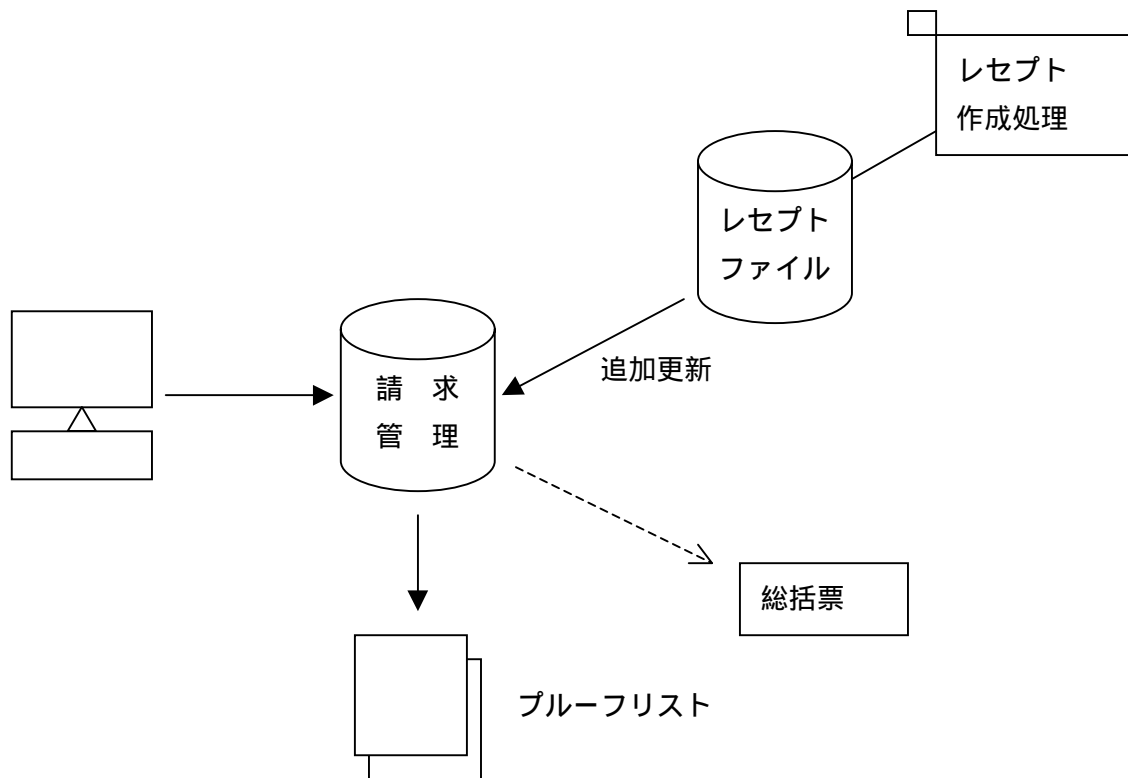 レセプト
作成処理
レセプト
ファイル
追加更新
請　求
管　理
総括票
プルーフリスト